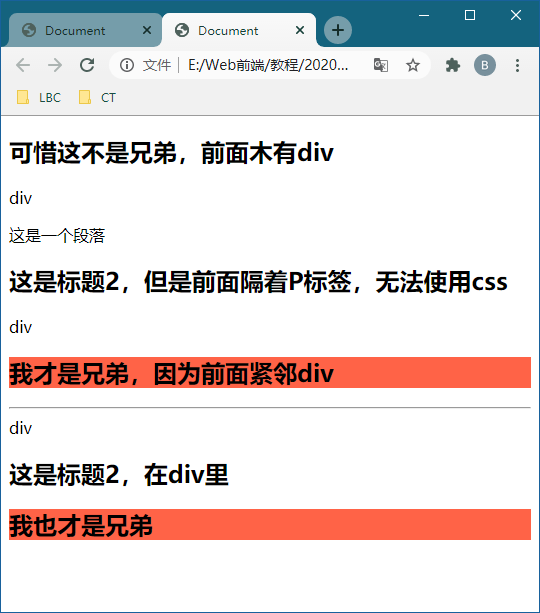 Document
Document
文件 E:/Web前端/教程/2020...
B
LBC CT
可惜这不是兄弟，前面木有div
div
这是一个段落
这是标题2，但是前面隔着P标签，无法使用css
div
我才是兄弟，因为前面紧邻div
div
这是标题2，在div里
我也才是兄弟